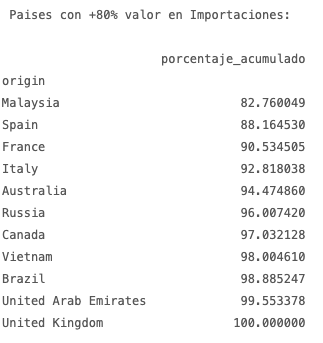 Paises con +80% valor en Importaciones:
porcentaje_acumulado
origin
Malaysia 82.760049
Spain 88.164530
France 90.534505
Italy 92.818038
Australia 94.474860
Russia 96.007420
Canada 97.032128
Vietnam 98.004610
Brazil 98.885247
United Arab Emirates 99.553378
United Kingdom 100.000000